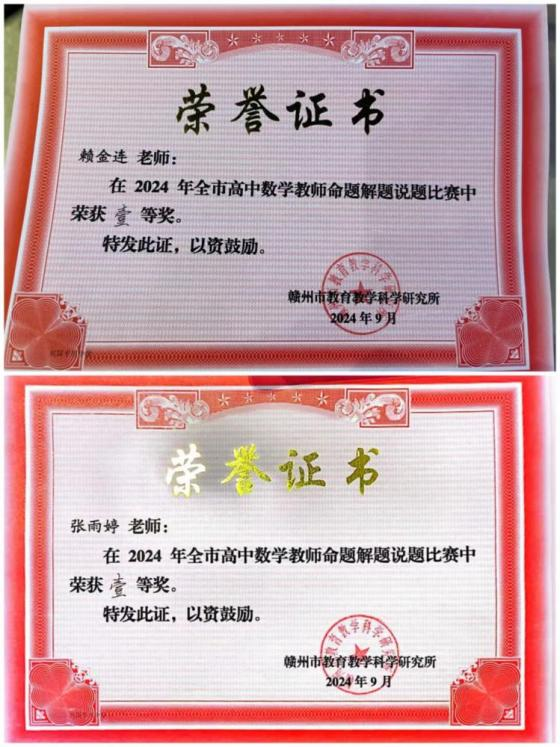 荣誉证书
赖金连 老师：
在 2024 年全市高中数学教师命题解题说题比赛中
荣获 壹 等奖。
特发此证，以资鼓励。
赣州市教育教学科学研究所
2024 年 9 月
荣誉证书
张雨婷 老师：
在 2024 年全市高中数学教师命题解题说题比赛中
荣获 壹 等奖。
特发此证，以资鼓励。
赣州市教育教学科学研究所
2024 年 9 月